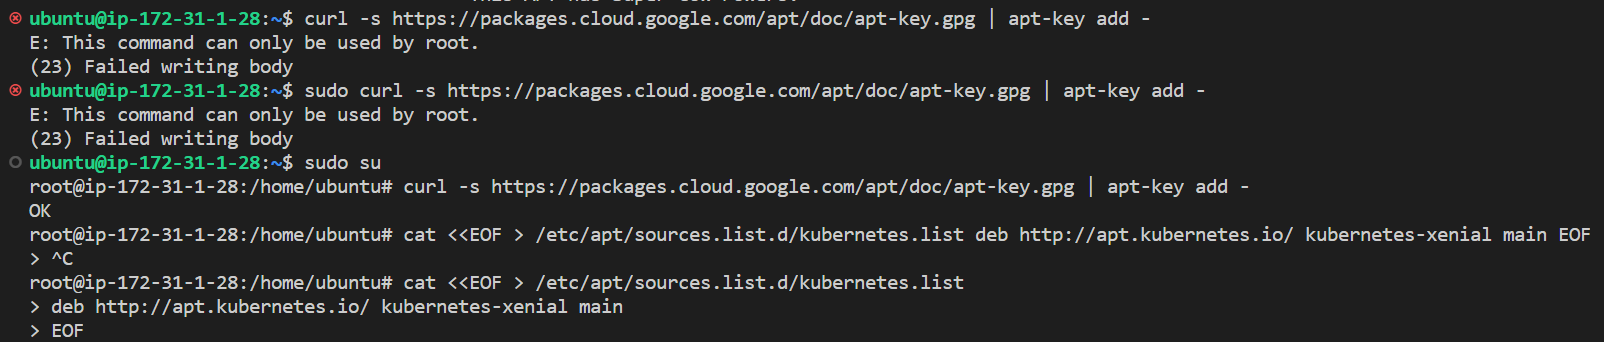 ubuntu@ip-172-31-1-28:~$ curl -s https://packages.cloud.google.com/apt/doc/apt-key.gpg | apt-key add -
E: This command can only be used by root.
(23) Failed writing body
ubuntu@ip-172-31-1-28:~$ sudo curl -s https://packages.cloud.google.com/apt/doc/apt-key.gpg | apt-key add -
E: This command can only be used by root.
(23) Failed writing body
ubuntu@ip-172-31-1-28:~$ sudo su
root@ip-172-31-1-28:/home/ubuntu# curl -s https://packages.cloud.google.com/apt/doc/apt-key.gpg | apt-key add -
OK
root@ip-172-31-1-28:/home/ubuntu# cat <<EOF > /etc/apt/sources.list.d/kubernetes.list deb http://apt.kubernetes.io/ kubernetes-xenial main EOF
> ^C
root@ip-172-31-1-28:/home/ubuntu# cat <<EOF > /etc/apt/sources.list.d/kubernetes.list
> deb http://apt.kubernetes.io/ kubernetes-xenial main
> EOF